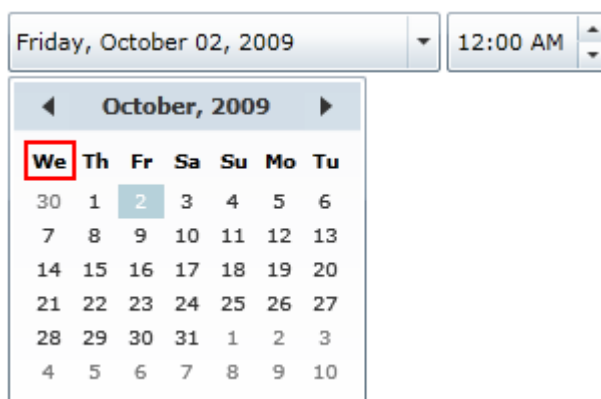 Friday, October 02, 2009 12:00 AM
October, 2009
We Th Fr Sa Su Mo Tu
30 1 2 3 4 5 6
7 8 9 10 11 12 13
14 15 16 17 18 19 20
21 22 23 24 25 26 27
28 29 30 31 1 2 3
4 5 6 7 8 9 10